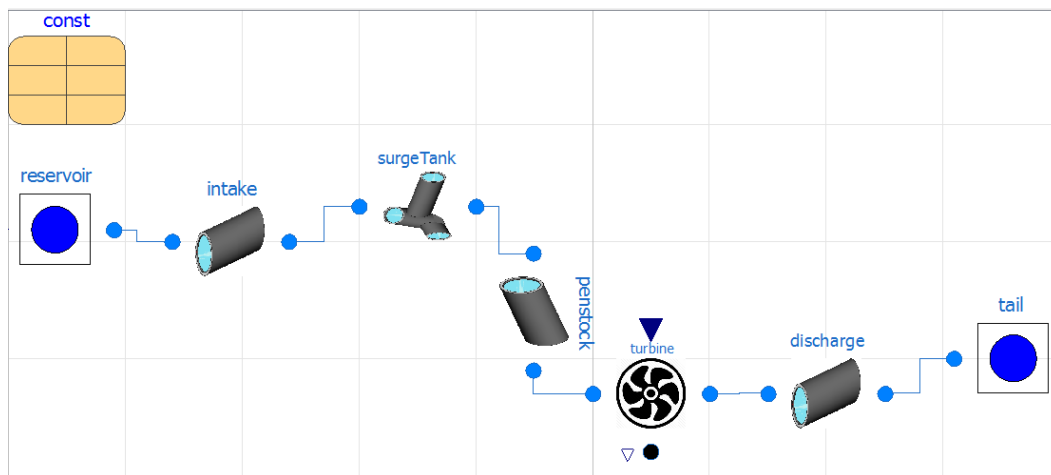 const
surgeTank
reservoir
intake
penstock
tail
discharge
turbine